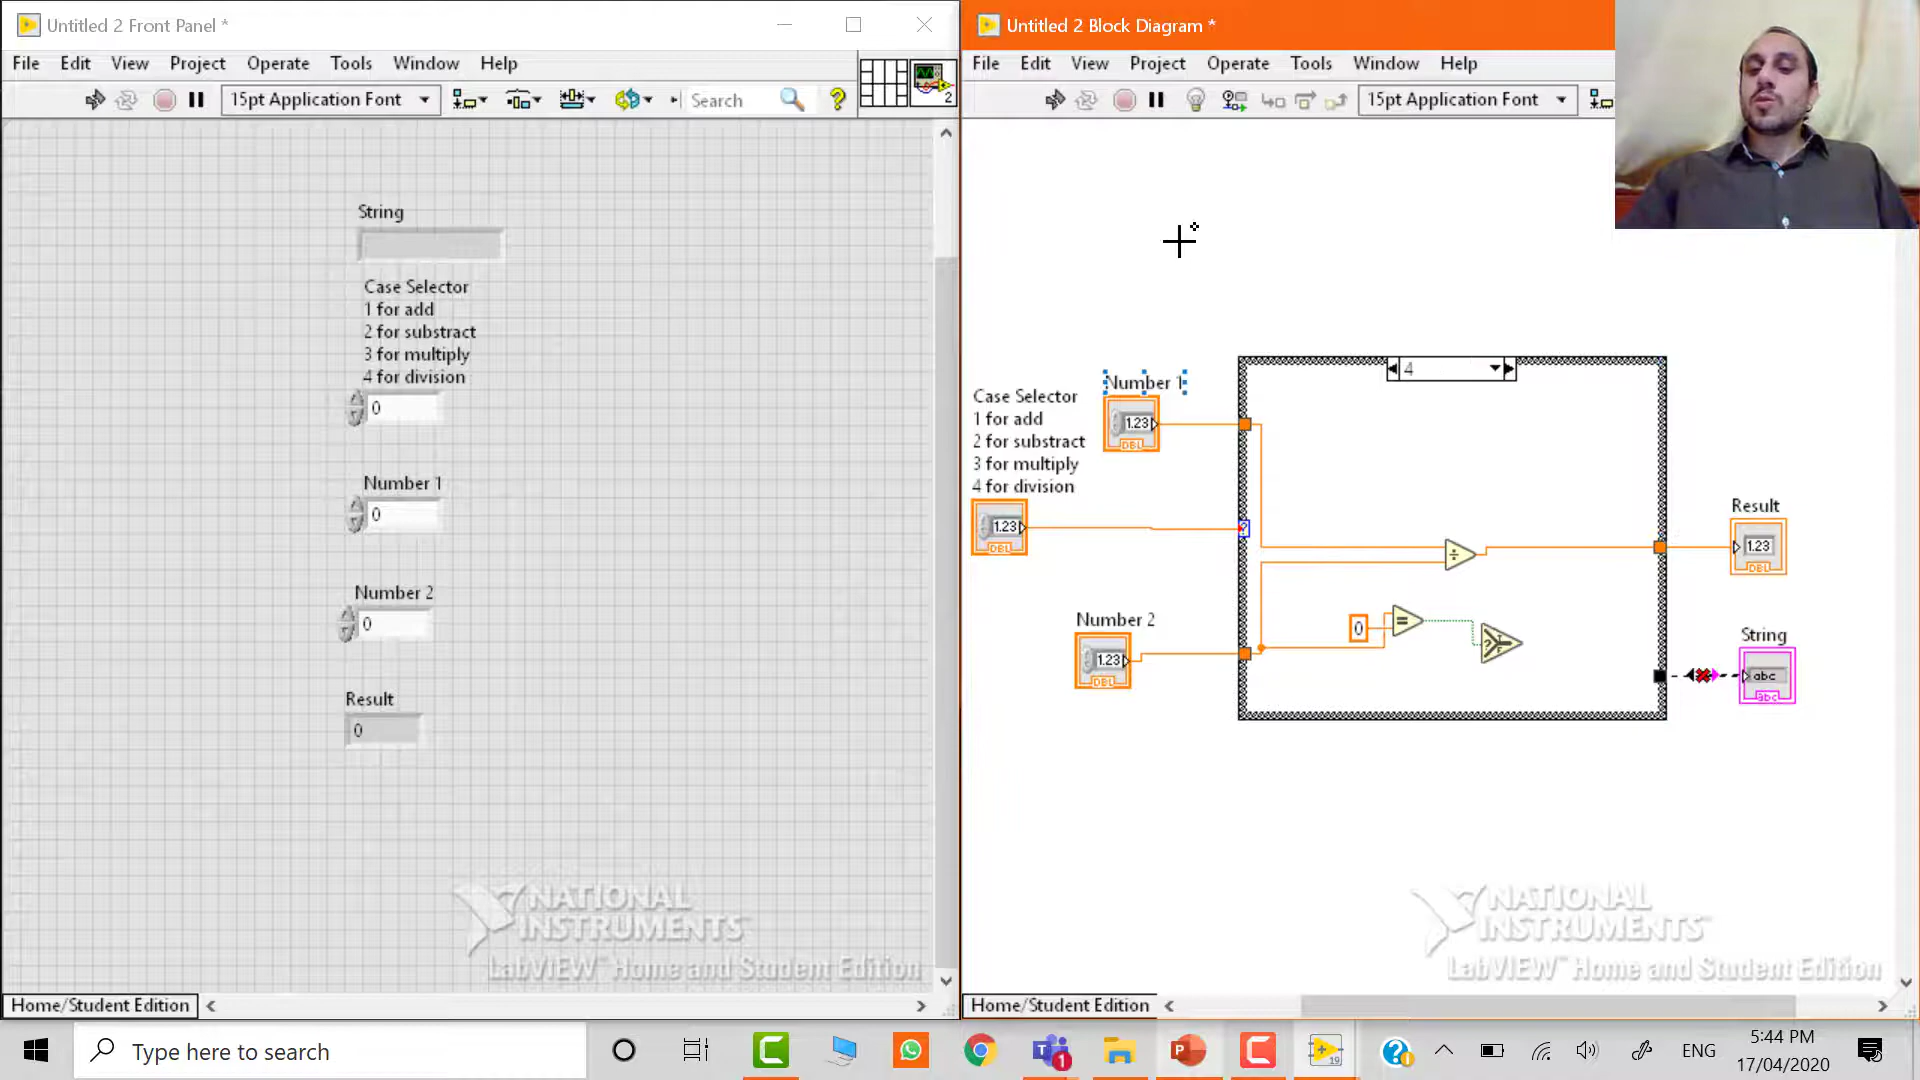 Untitled 2 Front Panel *
File Edit View Project Operate Tools Window Help
15pt Application Font
Search
2
String
Case Selector
1 for add
2 for substract
3 for multiply
4 for division
0
Number 1
0
Number 2
0
Result
0
NATIONAL
INSTRUMENTS
LabVIEW™ Home and Student Edition
Home/Student Edition
Untitled 2 Block Diagram *
File Edit View Project Operate Tools Window Help
15pt Application Font
4
Number 1
1.23
DBL
Case Selector
1 for add
2 for substract
3 for multiply
4 for division
1.23
DBL
?
Number 2
1.23
DBL
÷
0
=
?
T
F
Result
1.23
DBL
String
abc
abc
NATIONAL
INSTRUMENTS
LabVIEW™ Home and Student Edition
Home/Student Edition
Type here to search
1
19
ENG
5:44 PM
17/04/2020